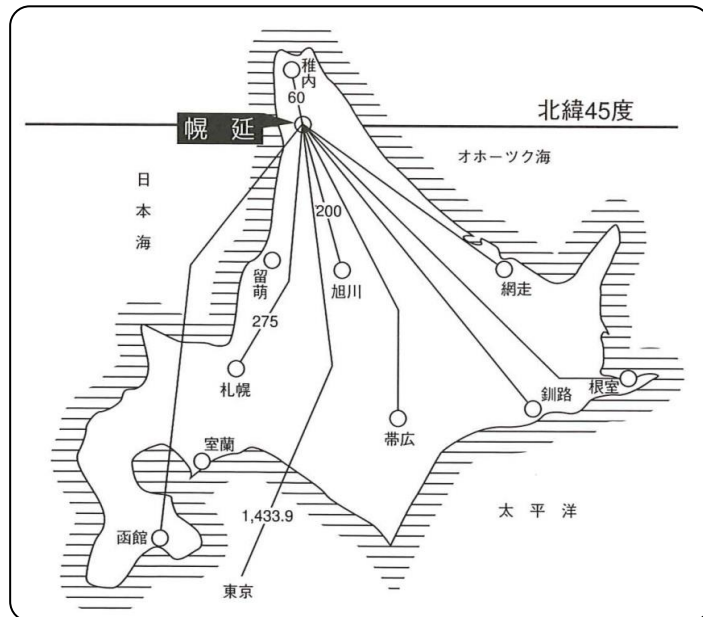 稚内
60
幌延
北緯45度
オホーツク海
日本海
200
留萌
旭川
網走
275
札幌
釧路
根室
帯広
室蘭
1,433.9
太平洋
函館
東京